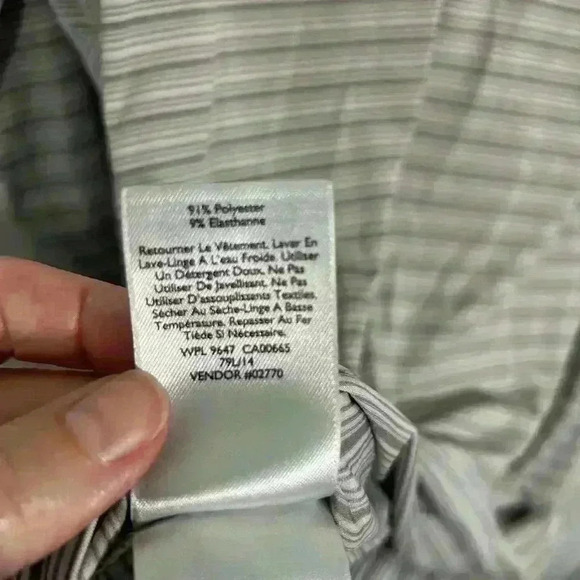 91% Polyester
9% Elasthanne
Retourner Le Vêtement. Laver En
Lave-Linge A L'eau Froide. Utiliser
Un Détergent Doux. Ne Pas
Utiliser De Javellisant. Ne Pas
Utiliser D'assouplissants Textiles.
Sécher Au Sèche-Linge A Basse
Température. Repasser Au Fer
Tiède Si Nécessaire.
WPL 9647 CA00665
79L/14
VENDOR #02770